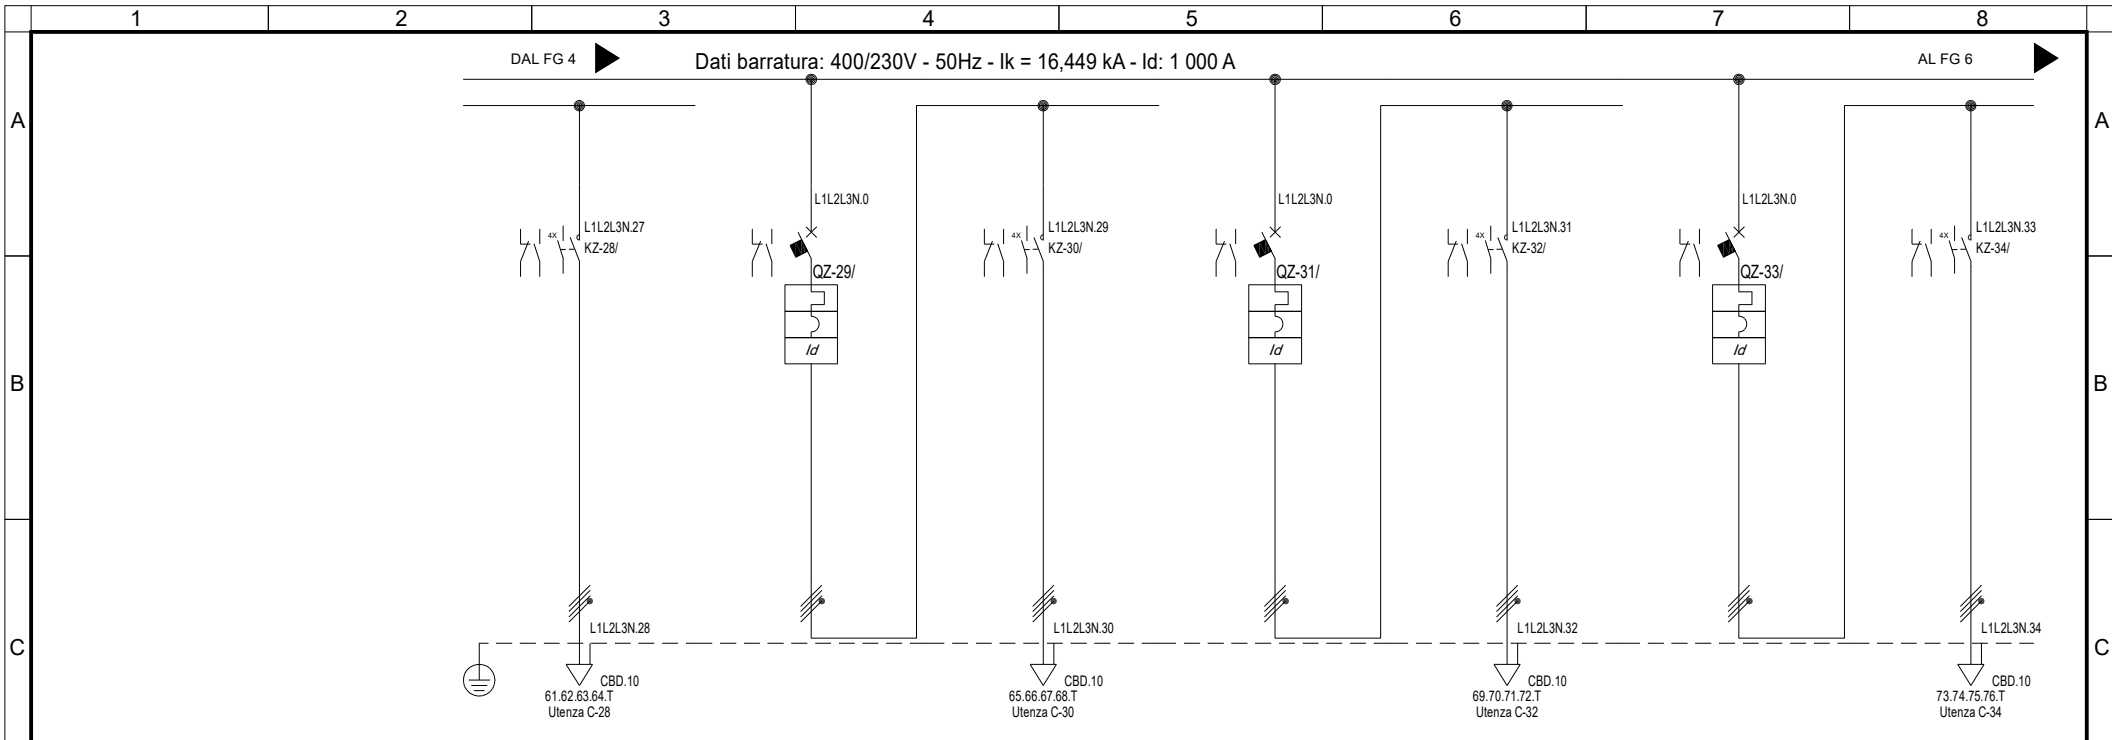 1 2 3 4 5 6 7 8
DAL FG 4
Dati barratura: 400/230V - 50Hz - Ik = 16,449 kA - Id: 1 000 A
AL FG 6
A A
L1L2L3N.0 L1L2L3N.0 L1L2L3N.0
4X L1L2L3N.27 4X L1L2L3N.29 4X L1L2L3N.31 4X L1L2L3N.33
KZ-28/ KZ-30/ KZ-32/ KZ-34/
QZ-29/ QZ-31/ QZ-33/
Id Id Id
B B
L1L2L3N.28 L1L2L3N.30 L1L2L3N.32 L1L2L3N.34
C C
CBD.10 CBD.10 CBD.10 CBD.10
61.62.63.64.T 65.66.67.68.T 69.70.71.72.T 73.74.75.76.T
Utenza C-28 Utenza C-30 Utenza C-32 Utenza C-34